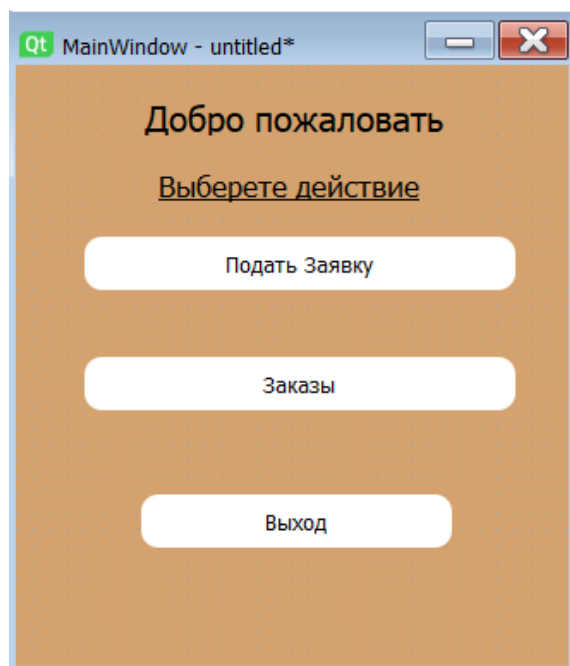 Qt MainWindow - untitled*
Добро пожаловать
Выберете действие
Подать Заявку
Заказы
Выход